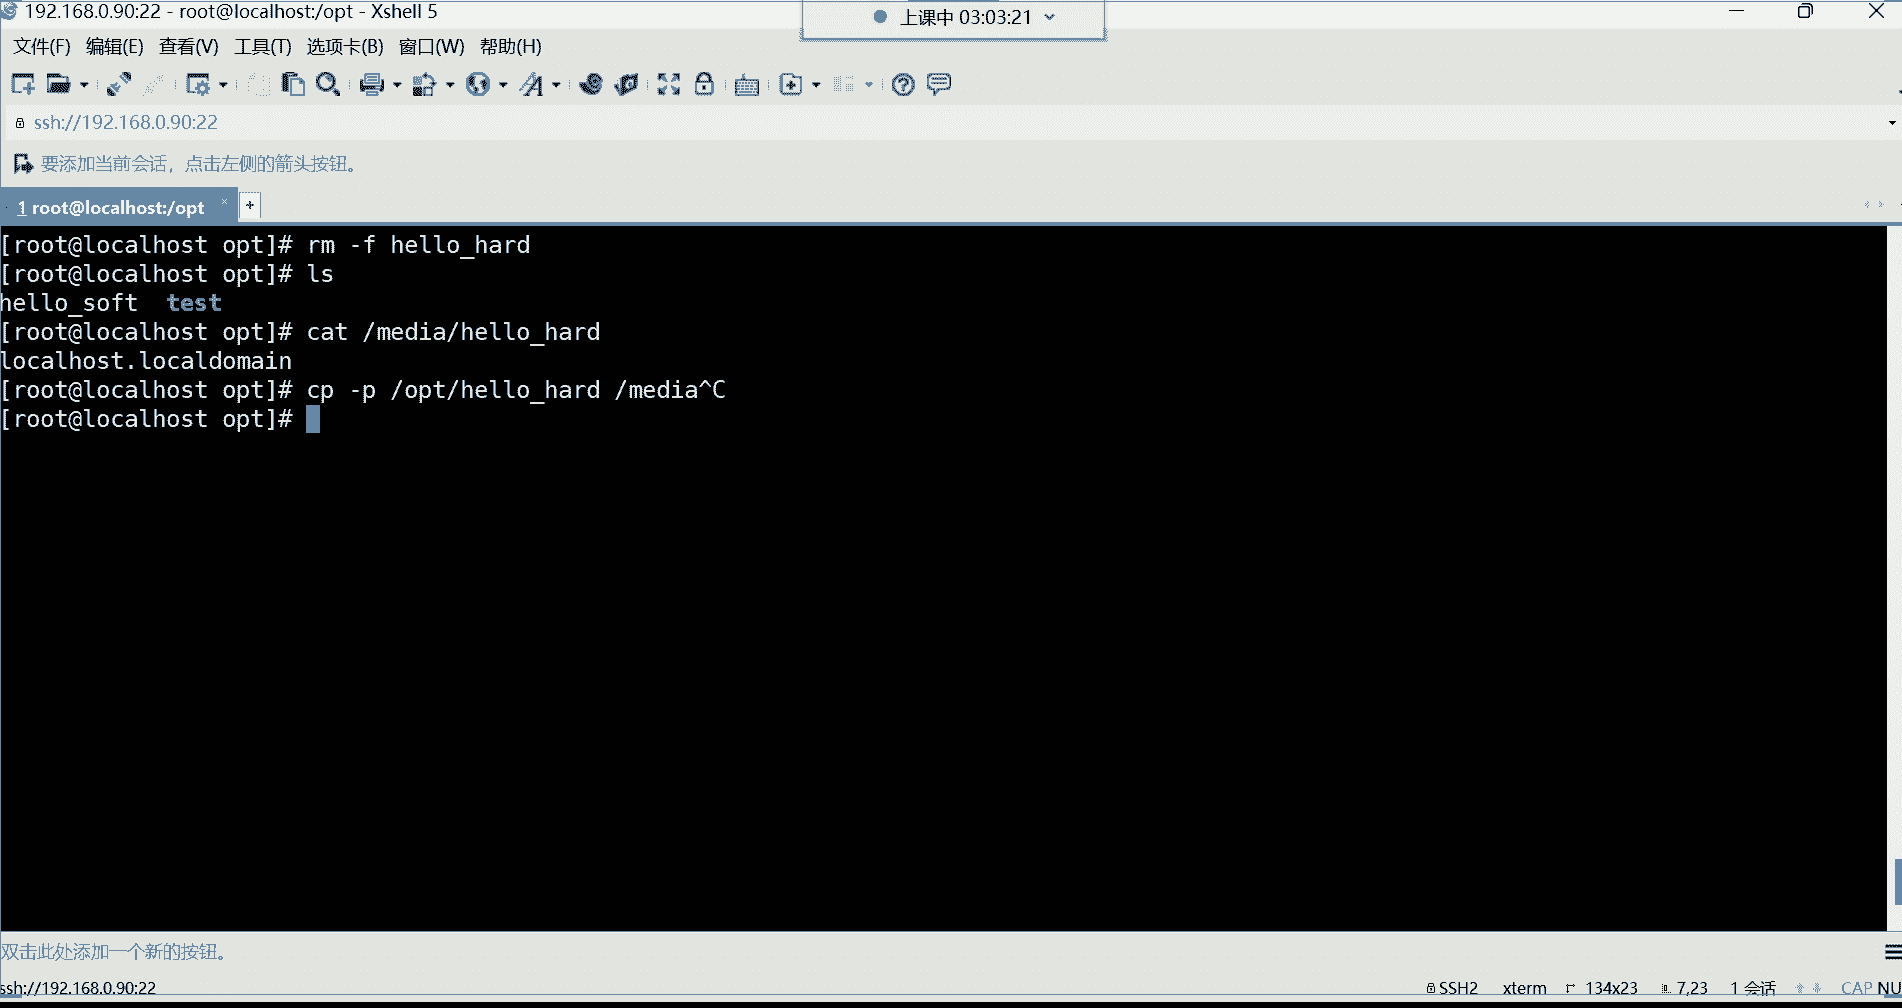 192.168.0.90:22 - root@localhost:/opt - Xshell 5
上课中 03:03:21
文件(F) 编辑(E) 查看(V) 工具(T) 选项卡(B) 窗口(W) 帮助(H)
ssh://192.168.0.90:22
要添加当前会话，点击左侧的箭头按钮。
1 root@localhost:/opt × +
[root@localhost opt]# rm -f hello_hard
[root@localhost opt]# ls
hello_soft  test
[root@localhost opt]# cat /media/hello_hard
localhost.localdomain
[root@localhost opt]# cp -p /opt/hello_hard /media^C
[root@localhost opt]#
双击此处添加一个新的按钮。
ssh://192.168.0.90:22 SSH2 xterm 134x23 7,23 1 会话 CAP NU